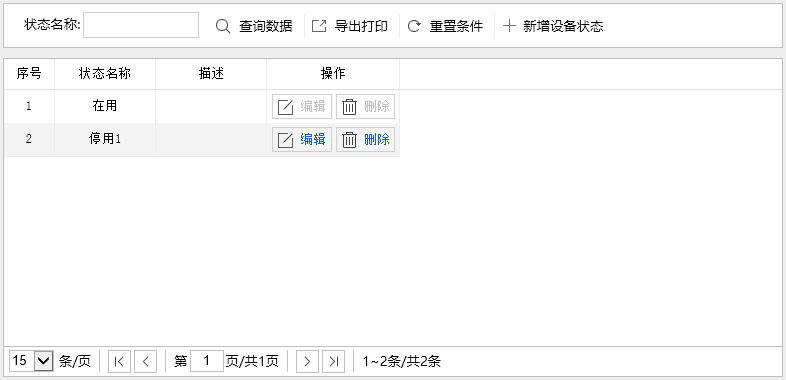 状态名称: 查询数据 导出打印 重置条件 新增设备状态
序号 状态名称 描述 操作
1 在用 编辑 删除
2 停用1 编辑 删除
15 条/页 第 1 页/共1页 1~2条/共2条